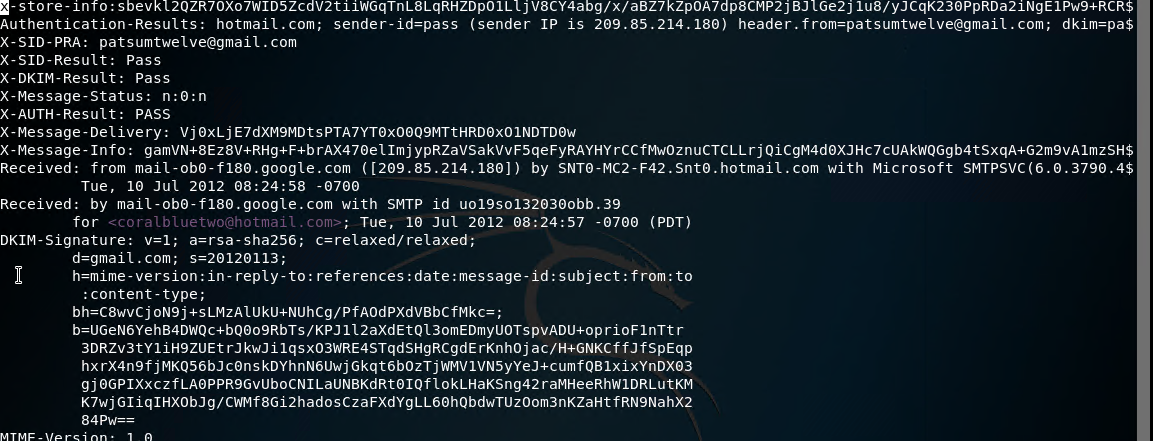 x-store-info:sbevkl2QZR7OXo7WID5ZcdV2tiiWGqTnL8LqRHZDpO1LljV8CY4abg/x/aBZ7kZpOA7dp8CMP2jBJlGe2j1u8/yJCqK230PpRDa2iNgE1Pw9+RCR$
Authentication-Results: hotmail.com; sender-id=pass (sender IP is 209.85.214.180) header.from=patsumtwelve@gmail.com; dkim=pa$
X-SID-PRA: patsumtwelve@gmail.com
X-SID-Result: Pass
X-DKIM-Result: Pass
X-Message-Status: n:0:n
X-AUTH-Result: PASS
X-Message-Delivery: Vj0xLjE7dXM9MDtsPTA7YT0xO0Q9MTtHRD0xO1NDTD0w
X-Message-Info: gamVN+8Ez8V+RHg+F+brAX470elImjypRZaVSakVvF5qeFyRAYHYrCCfMwOznuCTCLLrjQiCgM4d0XJHc7cUAkWQGgb4tSxqA+G2m9vA1mzSH$
Received: from mail-ob0-f180.google.com ([209.85.214.180]) by SNT0-MC2-F42.Snt0.hotmail.com with Microsoft SMTPSVC(6.0.3790.4$
Tue, 10 Jul 2012 08:24:58 -0700
Received: by mail-ob0-f180.google.com with SMTP id uo19so132030obb.39
for <coralbluetwo@hotmail.com>; Tue, 10 Jul 2012 08:24:57 -0700 (PDT)
DKIM-Signature: v=1; a=rsa-sha256; c=relaxed/relaxed;
d=gmail.com; s=20120113;
h=mime-version:in-reply-to:references:date:message-id:subject:from:to
:content-type;
bh=C8wvCjoN9j+sLMzAlUkU+NUhCg/PfAOdPXdVBbCfMkc=;
b=UGeN6YehB4DWQc+bQ0o9RbTs/KPJ1l2aXdEtQl3omEDmyUOTspvADU+oprioF1nTtr
3DRZv3tY1iH9ZUEtrJkwJi1qsxO3WRE4STqdSHgRCgdErKnhOjac/H+GNKCffJfSpEqp
hxrX4n9fjMKQ56bJc0nskDYhnN6UwjGkqt6bOzTjWMV1VN5yYeJ+cumfQB1xixYnDX03
gj0GPIXxczfLA0PPR9GvUboCNILaUNBKdRt0IQflokLHaKSng42raMHeeRhW1DRLutKM
K7wjGIiqIHXObJg/CWMf8Gi2hadosCzaFXdYgLL60hQbdwTUzOom3nKZaHtfRN9NahX2
84Pw==
MIME-Version: 1.0